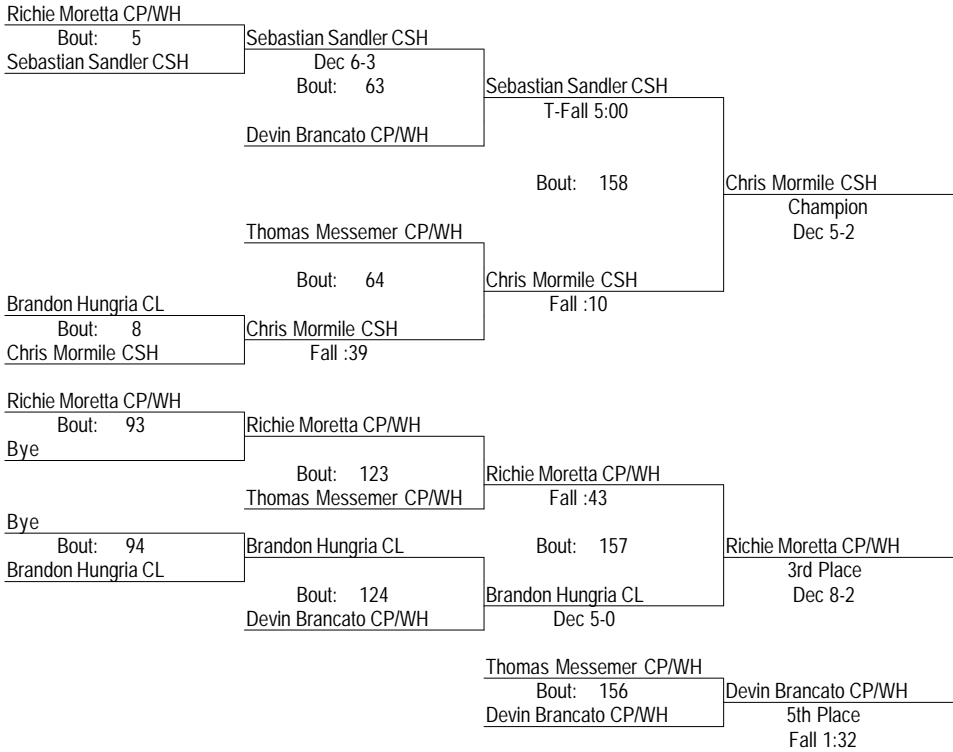 Richie Moretta CP/WH
Bout: 5
Sebastian Sandler CSH
Sebastian Sandler CSH
Dec 6-3
Bout: 63
Devin Brancato CP/WH
Sebastian Sandler CSH
T-Fall 5:00
Bout: 158
Chris Mormile CSH
Champion
Dec 5-2
Thomas Messemer CP/WH
Bout: 64
Chris Mormile CSH
Fall :10
Brandon Hungria CL
Bout: 8
Chris Mormile CSH
Chris Mormile CSH
Fall :39
Richie Moretta CP/WH
Bout: 93
Bye
Richie Moretta CP/WH
Bout: 123
Thomas Messemer CP/WH
Richie Moretta CP/WH
Fall :43
Bye
Bout: 94
Brandon Hungria CL
Brandon Hungria CL
Bout: 124
Devin Brancato CP/WH
Bout: 157
Brandon Hungria CL
Dec 5-0
Richie Moretta CP/WH
3rd Place
Dec 8-2
Thomas Messemer CP/WH
Bout: 156
Devin Brancato CP/WH
Devin Brancato CP/WH
5th Place
Fall 1:32